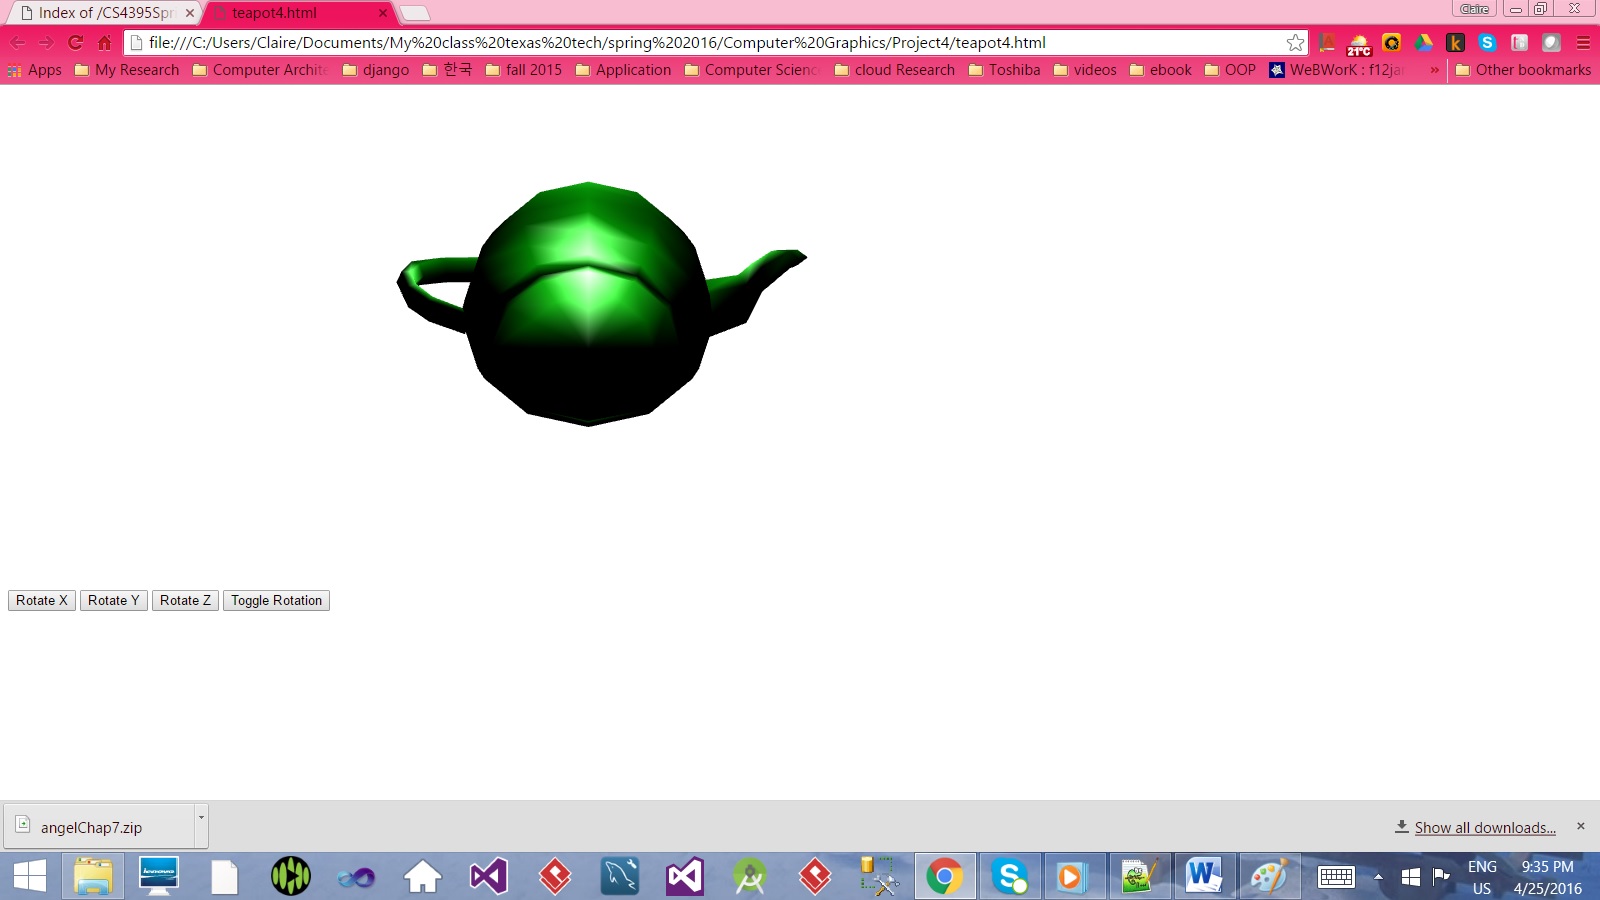 Index of /CS4395Spr
teapot4.html
Claire
file:///C:/Users/Claire/Documents/My%20class%20texas%20tech/spring%202016/Computer%20Graphics/Project4/teapot4.html
21°C
Apps My Research Computer Archite django 한국 fall 2015 Application Computer Scienc cloud Research Toshiba videos ebook OOP WeBWorK : f12ja » Other bookmarks
Rotate X Rotate Y Rotate Z Toggle Rotation
angelChap7.zip
Show all downloads...
ENG 9:35 PM
US 4/25/2016